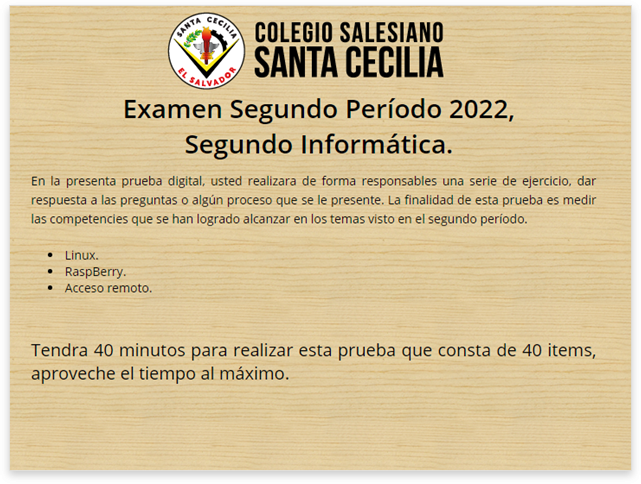 SANTA CECILIA
EL SALVADOR
COLEGIO SALESIANO
SANTA CECILIA
Examen Segundo Período 2022,
Segundo Informática.
En la presenta prueba digital, usted realizara de forma responsables una serie de ejercicio, dar
respuesta a las preguntas o algún proceso que se le presente. La finalidad de esta prueba es medir
las competencies que se han logrado alcanzar en los temas visto en el segundo período.
• Linux.
• RaspBerry.
• Acceso remoto.
Tendra 40 minutos para realizar esta prueba que consta de 40 items,
aproveche el tiempo al máximo.